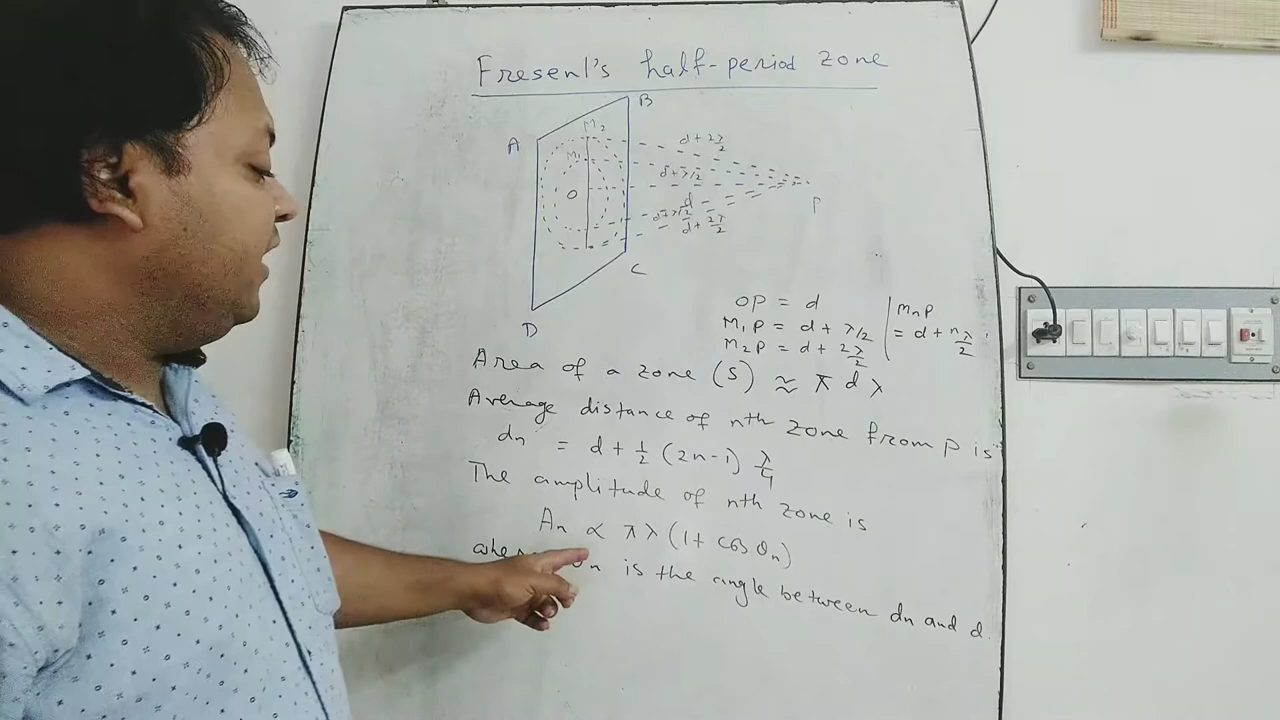 Fresenl's half-period zone
B
A
M₂
M₁
O
d + 2λ/2
d + λ/2
d
d + λ/2
d + 2λ/2
P
C
D
OP = d
M₁P = d + λ/2
M₂P = d + 2λ/2
MnP
= d + nλ/2
Area of a zone (S) ≈ π d λ
Average distance of nth zone from P is
dn = d + 1/2 (2n-1) λ/4
The amplitude of nth zone is
An ∝ πλ (1 + cos θn)
θn is the angle between dn and d.